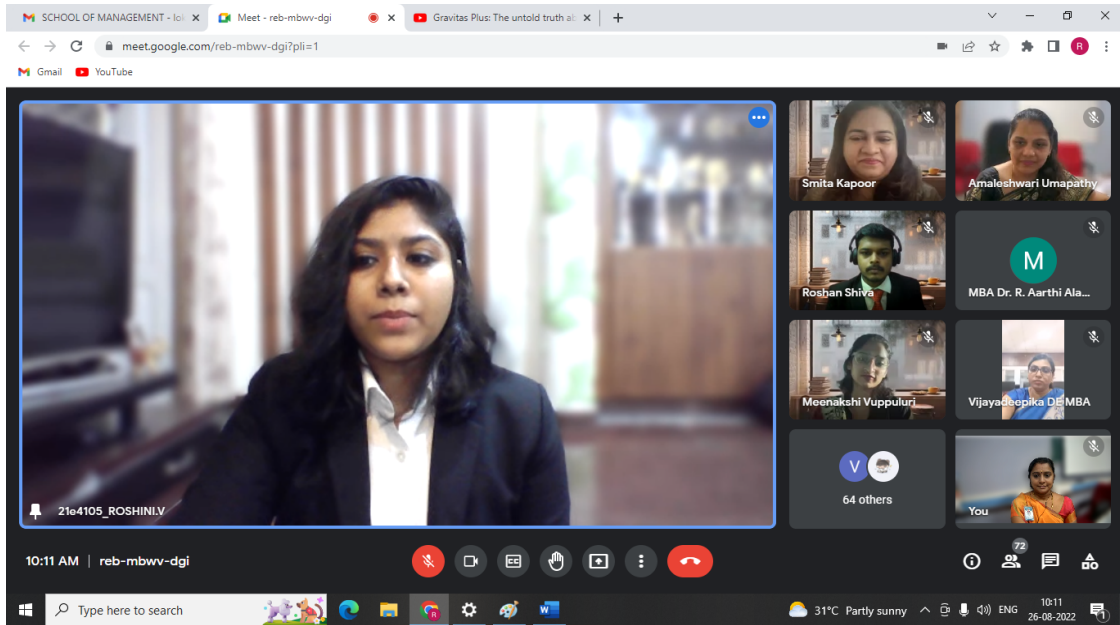 SCHOOL OF MANAGEMENT - lol
Meet - reb-mbwv-dgi
Gravitas Plus: The untold truth ab
meet.google.com/reb-mbwv-dgi?pli=1
R
Gmail
YouTube
Smita Kapoor
Amaleshwari Umapathy
Roshan Shiva
M
MBA Dr. R. Aarthi Ala...
Meenakshi Vuppuluri
Vijayadeepika DE MBA
V
64 others
You
21e4105_ROSHINI.V
10:11 AM | reb-mbwv-dgi
CC
72
Type here to search
R
W
31°C Partly sunny
ENG
10:11
26-08-2022
1